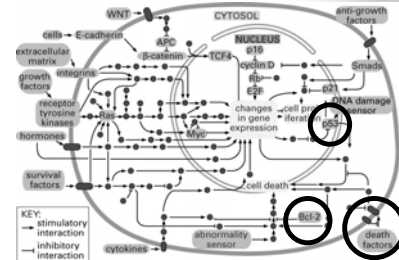 WNT
CYTOSOL
anti-growth
factors
cells
E-cadherin
APC
β-catenin
TCF4
NUCLEUS
p16
cyclin D
Rb
E2F
Smads
p21
extracellular
matrix
integrins
growth
factors
receptor
tyrosine
kinases
Ras
Myc
changes
in gene
expression
cell prol
iferation
DNA damage
sensor
p53
hormones
survival
factors
cell death
Bcl-2
abnormality
sensor
cytokines
death
factors
KEY:
stimulatory
interaction
inhibitory
interaction